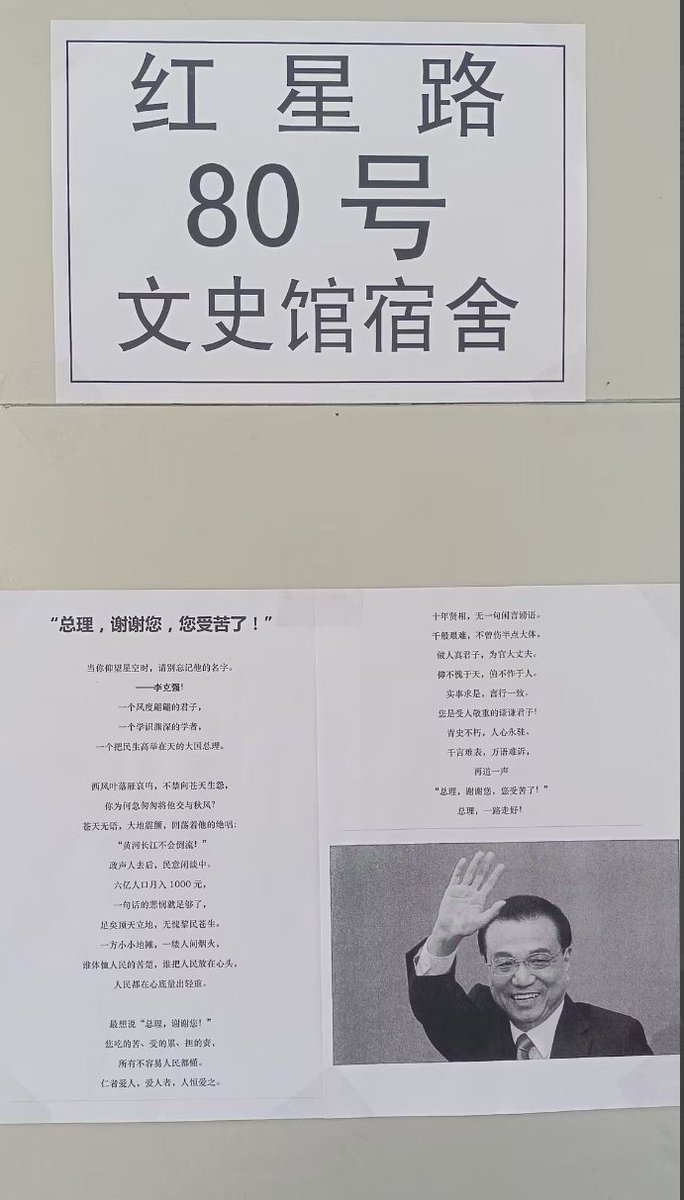 红星路
80号
文史馆宿舍
“总理，谢谢您，您受苦了！”
当你仰望星空时，请别忘记他的名字。
——李克强！
一个风度翩翩的君子，
一个学识渊深的学者，
一个把民生高举在天的大国总理。
西风叶落雁哀鸣，不禁向苍天生怨，
你为何急匆匆将他交与秋风？
苍天无语，大地震颤，回荡着他的绝唱：
“黄河长江不会倒流！”
政声人去后，民意闲谈中。
六亿人口月入1000元，
一句话的悲悯就足够了，
足矣顶天立地，无愧黎民苍生。
一方小小地摊，一缕人间烟火，
谁体恤人民的苦楚，谁把人民放在心头，
人民都在心底量出轻重。
最想说“总理，谢谢您！”
您吃的苦、受的累、担的责，
所有不容易人民都懂。
仁者爱人，爱人者，人恒爱之。
十年贤相，无一句闲言谤语。
千般艰难，不曾伤半点大体。
做人真君子，为官大丈夫。
仰不愧于天，俯不怍于人。
实事求是，言行一致。
您是受人敬重的谦谦君子！
青史不朽，人心永驻。
千言难表，万语难诉，
再道一声
“总理，谢谢您，您受苦了！”
总理，一路走好！